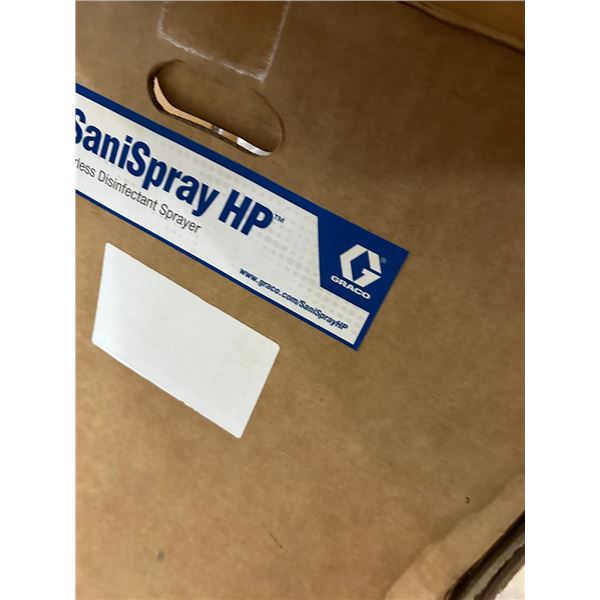 SaniSpray HP™
rless Disinfectant Sprayer
www.graco.com/SaniSprayHP
GRACO®